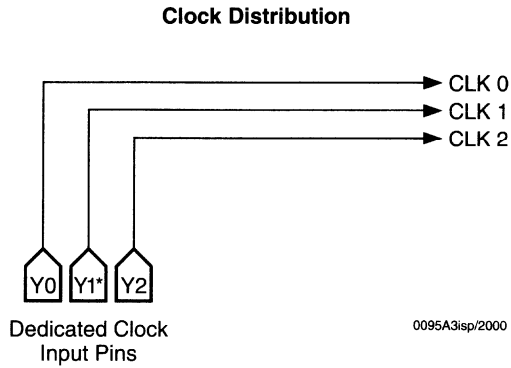 Clock Distribution
CLK 0
CLK 1
CLK 2
Y0 Y1* Y2
Dedicated Clock
Input Pins
0095A3isp/2000